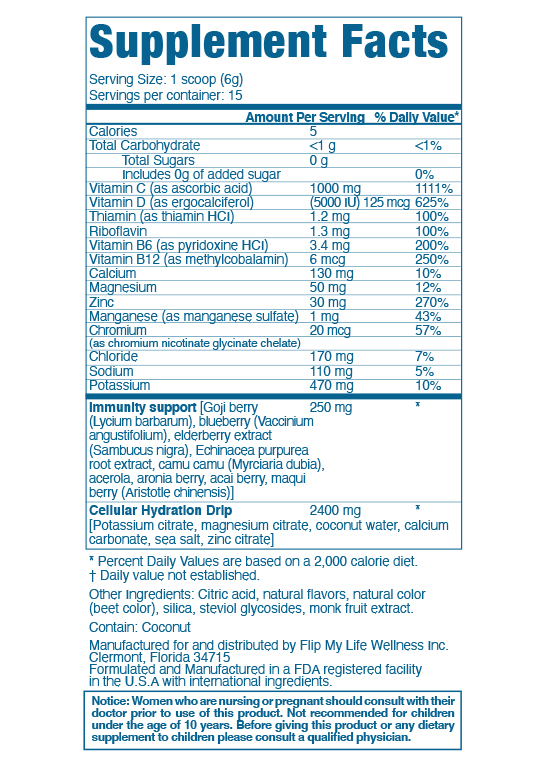 Supplement Facts
Serving Size: 1 scoop (6g)
Servings per container: 15
Amount Per Serving % Daily Value*
Calories 5
Total Carbohydrate <1 g <1%
Total Sugars 0 g
Includes 0g of added sugar 0%
Vitamin C (as ascorbic acid) 1000 mg 1111%
Vitamin D (as ergocalciferol) (5000 IU) 125 mcg 625%
Thiamin (as thiamin HCI) 1.2 mg 100%
Riboflavin 1.3 mg 100%
Vitamin B6 (as pyridoxine HCI) 3.4 mg 200%
Vitamin B12 (as methylcobalamin) 6 mcg 250%
Calcium 130 mg 10%
Magnesium 50 mg 12%
Zinc 30 mg 270%
Manganese (as manganese sulfate) 1 mg 43%
Chromium 20 mcg 57%
(as chromium nicotinate glycinate chelate)
Chloride 170 mg 7%
Sodium 110 mg 5%
Potassium 470 mg 10%
Immunity support [Goji berry 250 mg *
(Lycium barbarum), blueberry (Vaccinium
angustifolium), elderberry extract
(Sambucus nigra), Echinacea purpurea
root extract, camu camu (Myrciaria dubia),
acerola, aronia berry, acai berry, maqui
berry (Aristotle chinensis)]
Cellular Hydration Drip 2400 mg *
[Potassium citrate, magnesium citrate, coconut water, calcium
carbonate, sea salt, zinc citrate]
* Percent Daily Values are based on a 2,000 calorie diet.
† Daily value not established.
Other Ingredients: Citric acid, natural flavors, natural color
(beet color), silica, steviol glycosides, monk fruit extract.
Contain: Coconut
Manufactured for and distributed by Flip My Life Wellness Inc.
Clermont, Florida 34715
Formulated and Manufactured in a FDA registered facility
in the U.S.A with international ingredients.
Notice: Women who are nursing or pregnant should consult with their
doctor prior to use of this product. Not recommended for children
under the age of 10 years. Before giving this product or any dietary
supplement to children please consult a qualified physician.